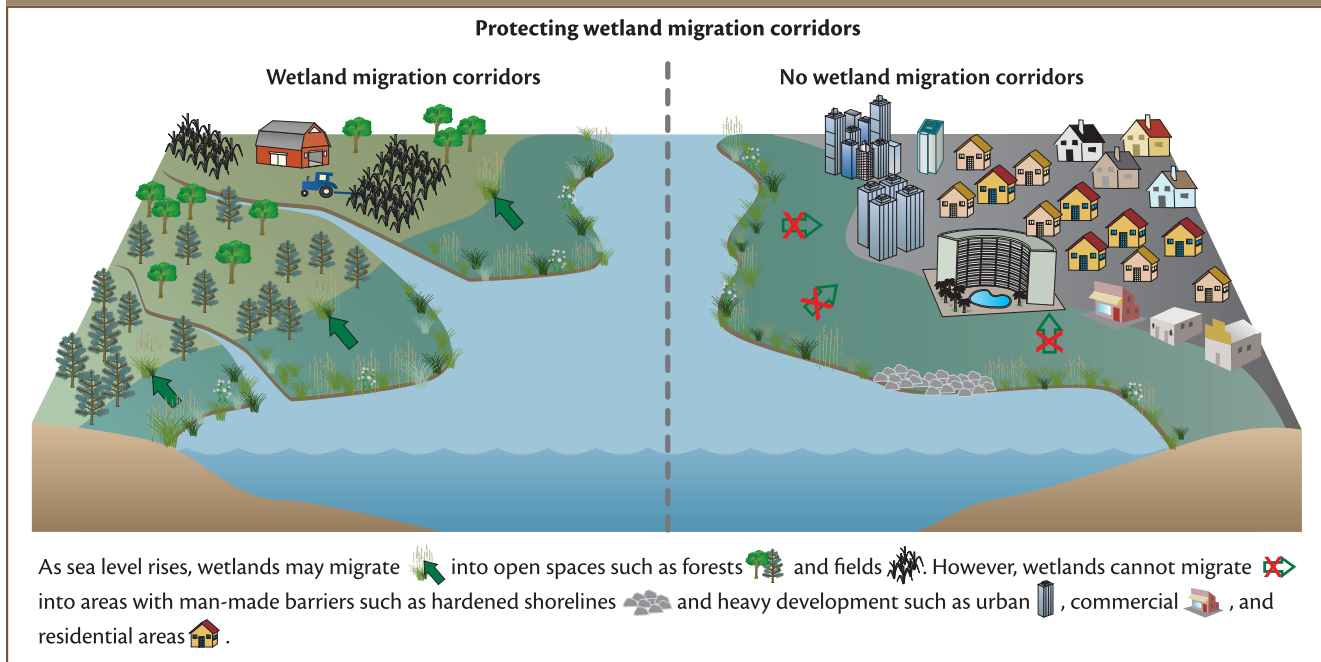 Protecting wetland migration corridors
Wetland migration corridors
No wetland migration corridors
As sea level rises, wetlands may migrate into open spaces such as forests and fields . However, wetlands cannot migrate
into areas with man-made barriers such as hardened shorelines and heavy development such as urban , commercial , and
residential areas .